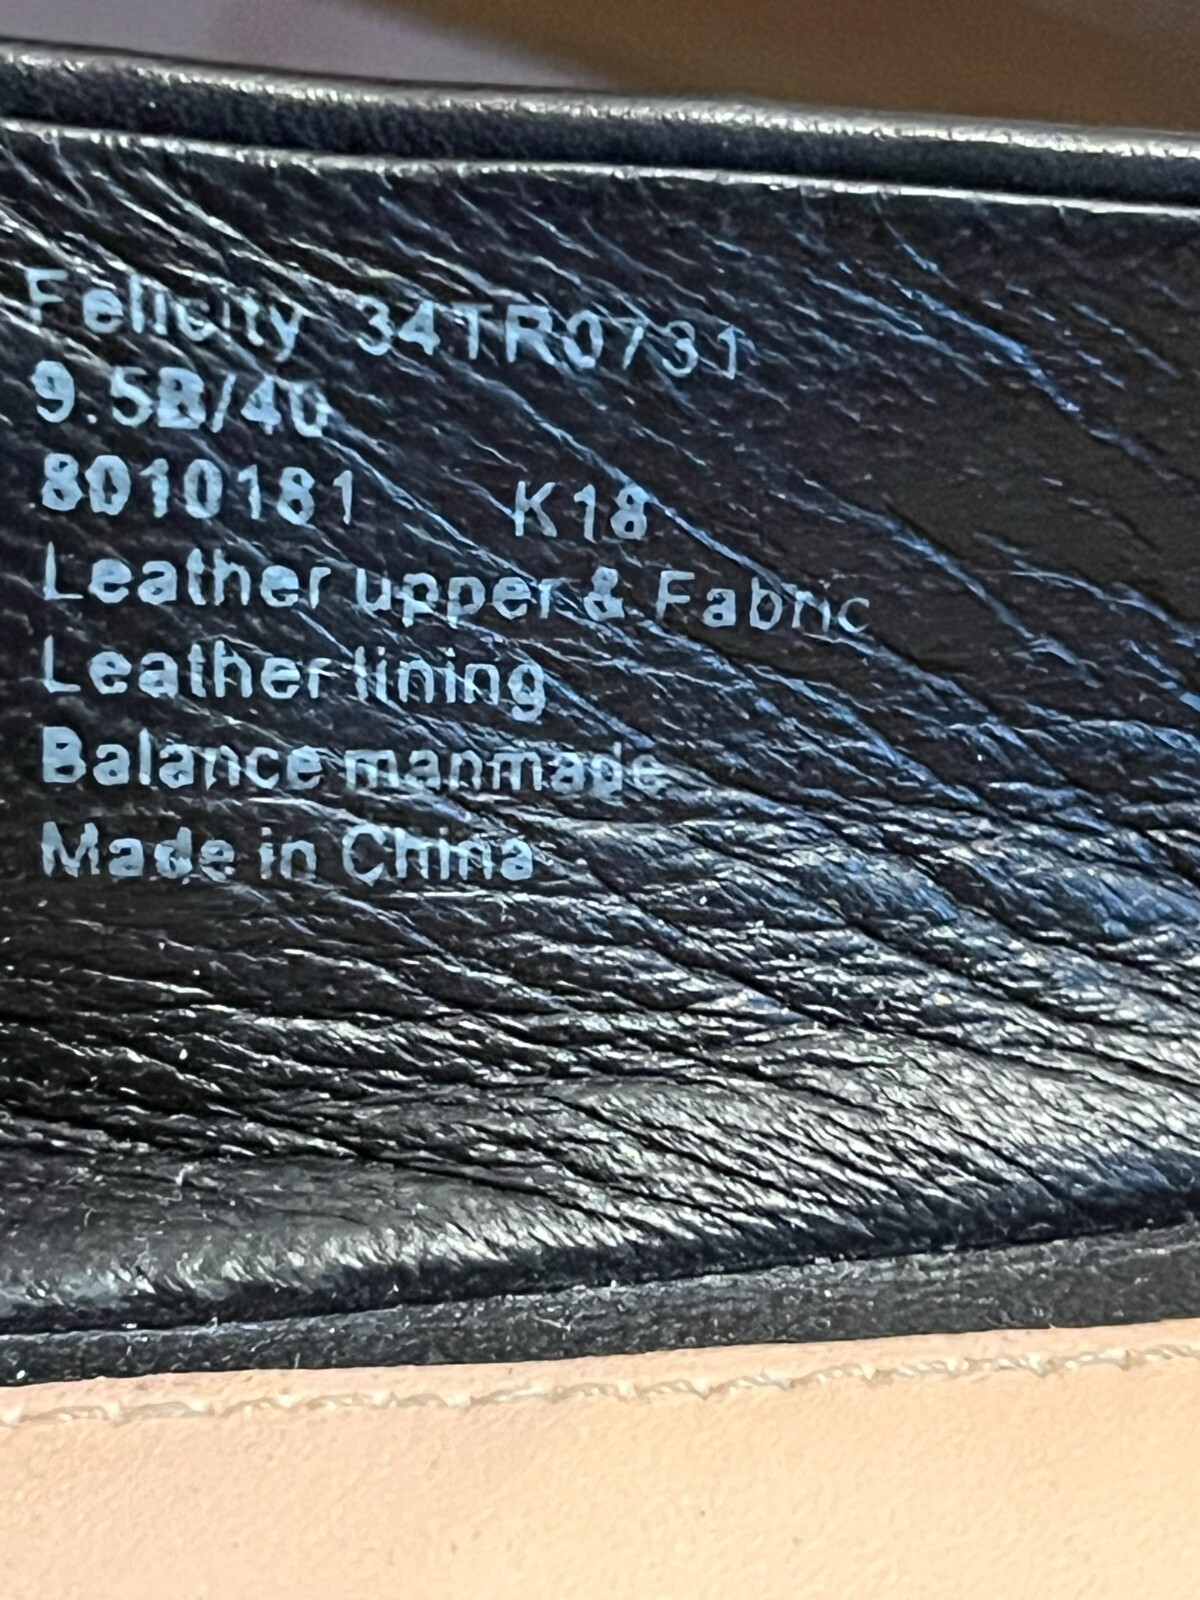 Felicity 34TR0731
9.5B/40
8010181 K18
Leather upper & Fabric
Leather lining
Balance manmade
Made in China